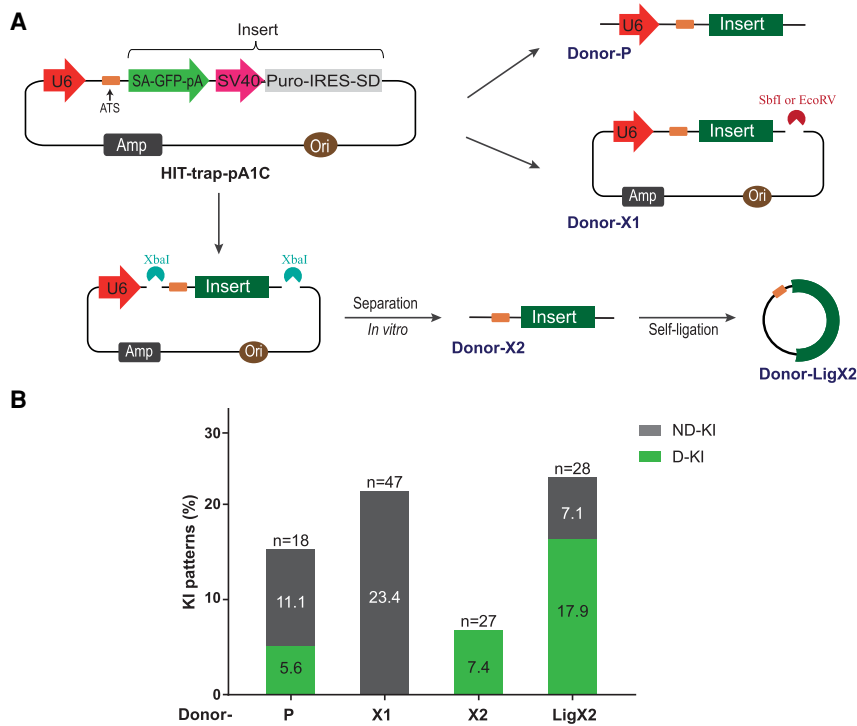 A
Insert
U6
SA-GFP-pA
SV40-Puro-IRES-SD
ATS
Amp
Ori
HIT-trap-pA1C
U6
Insert
Donor-P
SbfI or EcoRV
U6
Insert
Amp
Ori
Donor-X1
XbaI
XbaI
U6
Insert
Amp
Ori
Separation
In vitro
Insert
Donor-X2
Self-ligation
Donor-LigX2
B
KI patterns (%)
30
20
10
0
ND-KI
D-KI
n=18
11.1
5.6
n=47
23.4
n=27
7.4
n=28
7.1
17.9
Donor- P X1 X2 LigX2